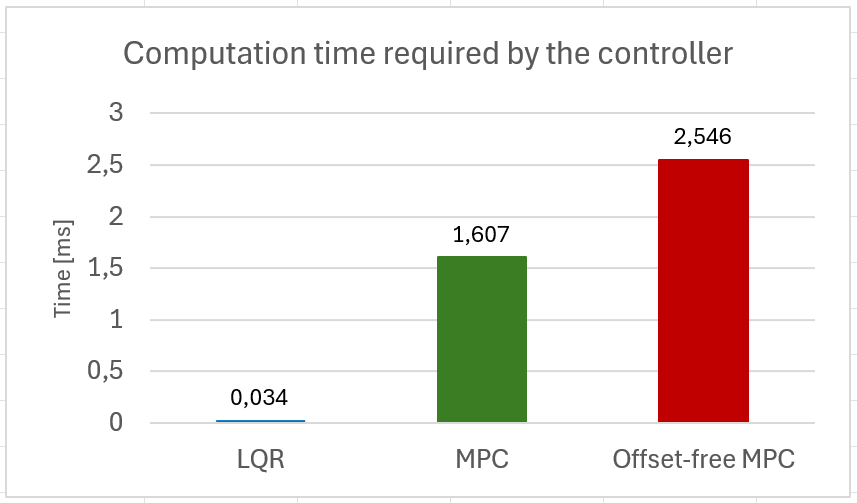 Computation time required by the controller
3
2,5
2
1,5
1
0,5
0
Time [ms]
0,034
1,607
2,546
LQR
MPC
Offset-free MPC